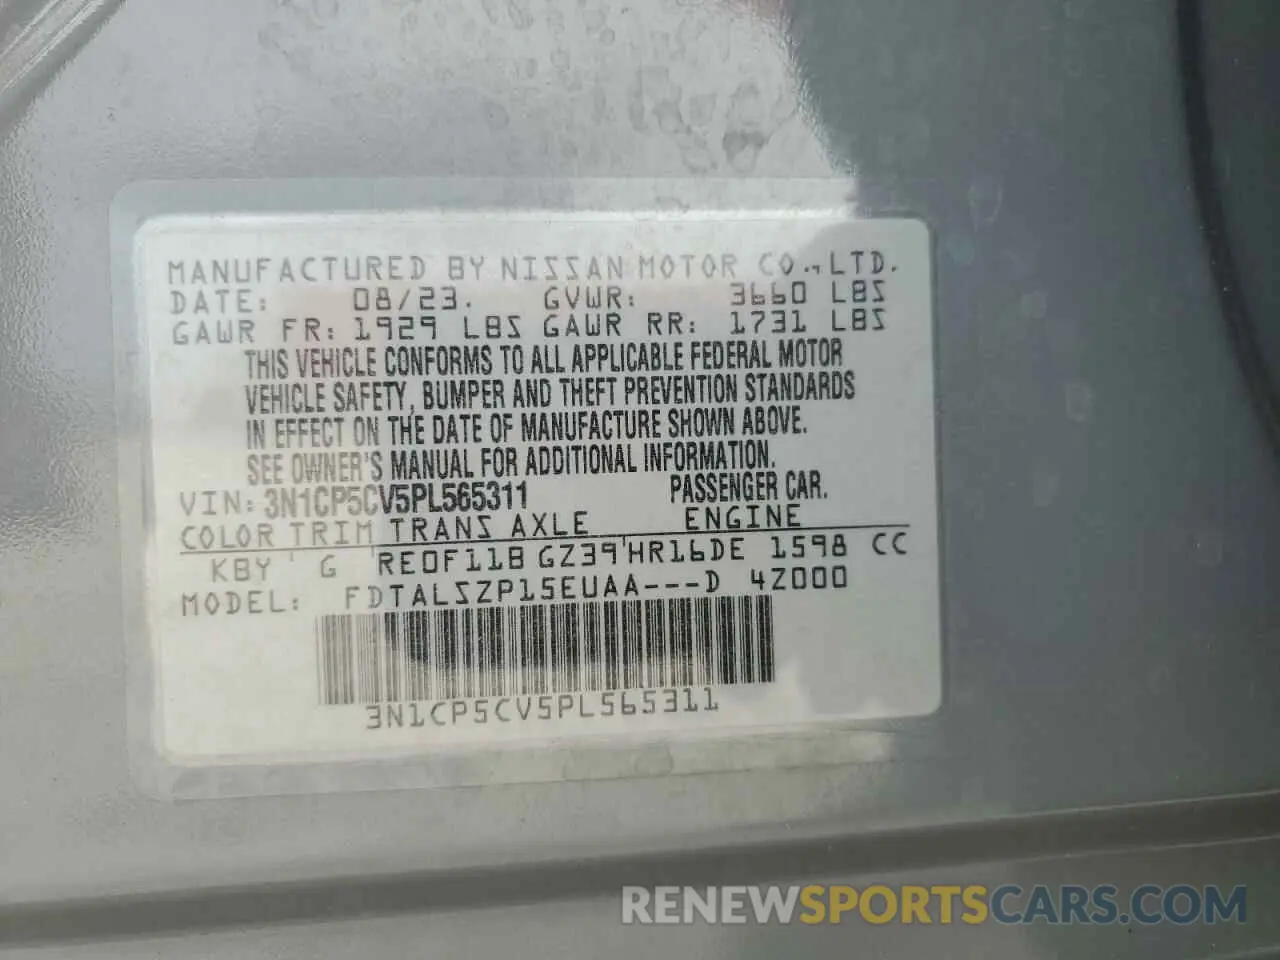 MANUFACTURED BY NISSAN MOTOR CO.,LTD.
DATE: 08/23. GVWR: 3660 LBS
GAWR FR: 1929 LBS GAWR RR: 1731 LBS
THIS VEHICLE CONFORMS TO ALL APPLICABLE FEDERAL MOTOR
VEHICLE SAFETY, BUMPER AND THEFT PREVENTION STANDARDS
IN EFFECT ON THE DATE OF MANUFACTURE SHOWN ABOVE.
SEE OWNER'S MANUAL FOR ADDITIONAL INFORMATION.
VIN: 3N1CP5CV5PL565311 PASSENGER CAR.
COLOR TRIM TRANS AXLE ENGINE
KBY G RE0F11B GZ39 HR16DE 1598 CC
MODEL: FDTALSZP15EUAA---D 4Z000
3N1CP5CV5PL565311
RENEWSPORTSCARS.COM